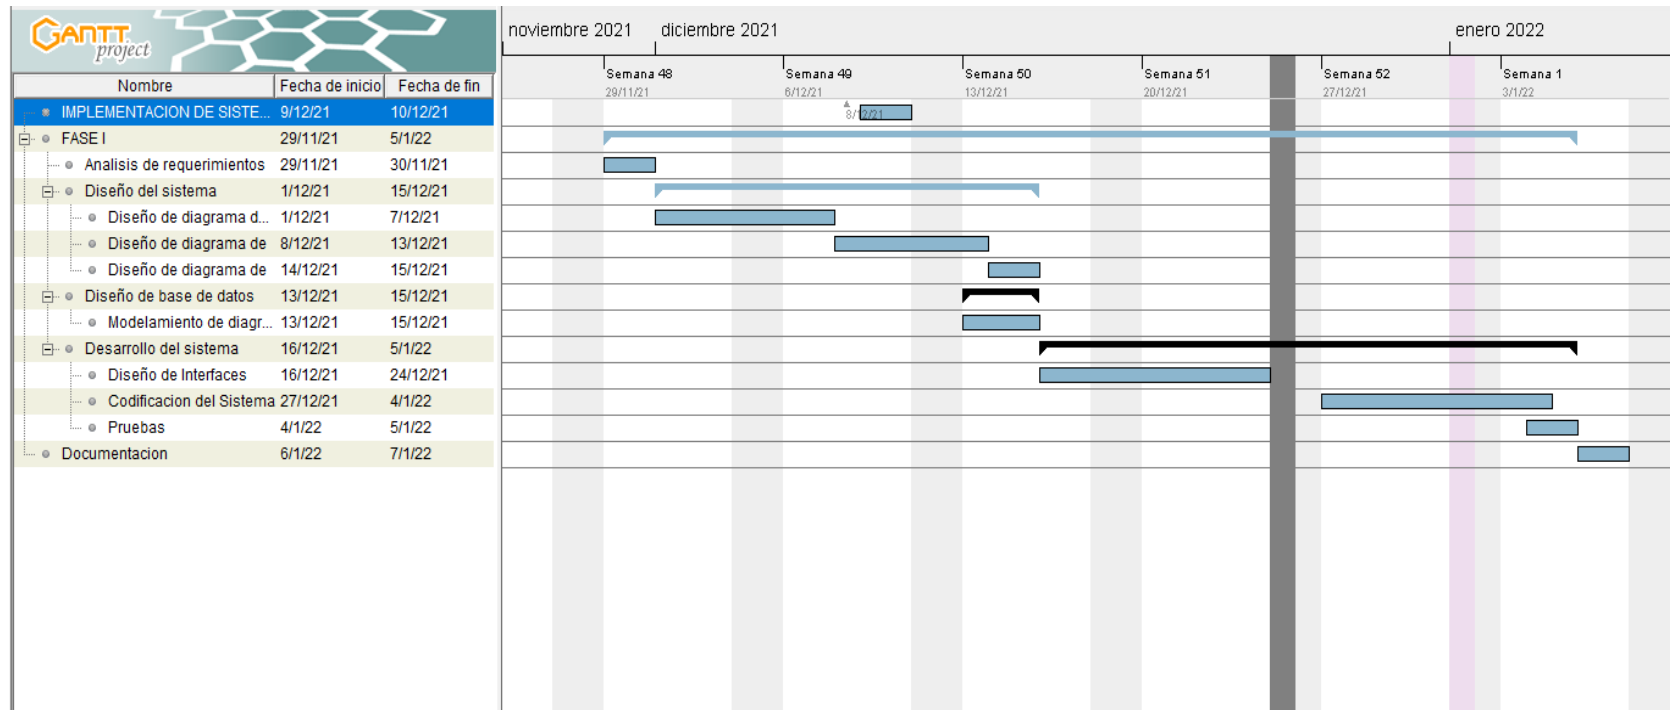 GANTT project
noviembre 2021 diciembre 2021 enero 2022
Semana 48 Semana 49 Semana 50 Semana 51 Semana 52 Semana 1
29/11/21 6/12/21 13/12/21 20/12/21 27/12/21 3/1/22
Nombre Fecha de inicio Fecha de fin
IMPLEMENTACION DE SISTE... 9/12/21 10/12/21 8/12/21
FASE I 29/11/21 5/1/22
Analisis de requerimientos 29/11/21 30/11/21
Diseño del sistema 1/12/21 15/12/21
Diseño de diagrama d... 1/12/21 7/12/21
Diseño de diagrama de 8/12/21 13/12/21
Diseño de diagrama de 14/12/21 15/12/21
Diseño de base de datos 13/12/21 15/12/21
Modelamiento de diagr... 13/12/21 15/12/21
Desarrollo del sistema 16/12/21 5/1/22
Diseño de Interfaces 16/12/21 24/12/21
Codificacion del Sistema 27/12/21 4/1/22
Pruebas 4/1/22 5/1/22
Documentacion 6/1/22 7/1/22